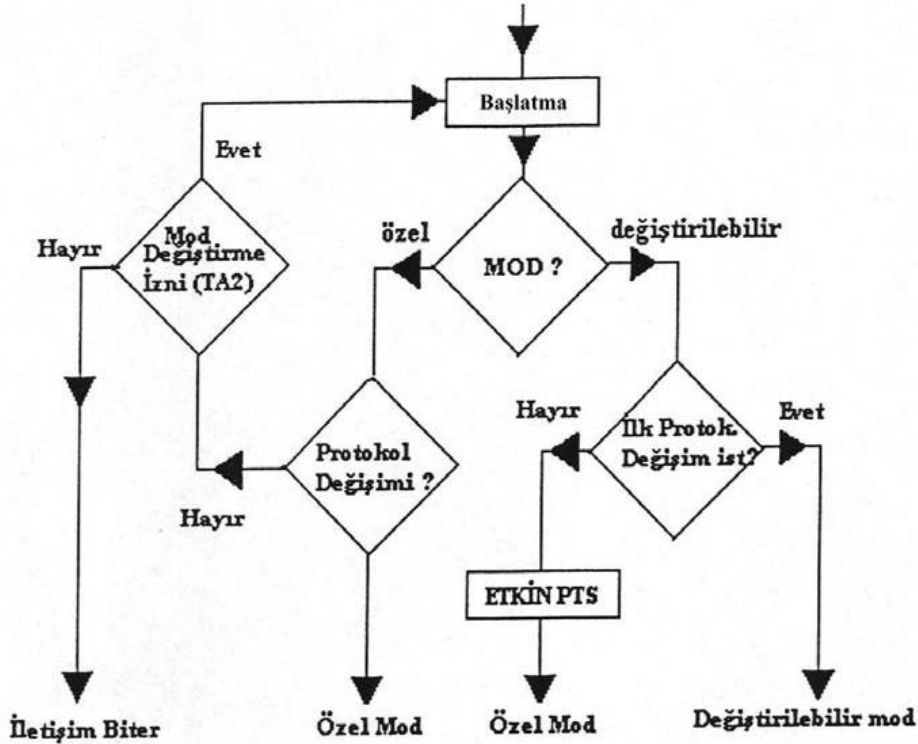 Başlatma
Evet
Mod
Değiştirme
İzni (TA2)
Hayır
özel
MOD ?
değiştirilebilir
Protokol
Değişimi ?
Hayır
Hayır
İlk Protok.
Değişim ist?
Evet
ETKİN PTS
İletişim Biter
Özel Mod
Özel Mod
Değiştirilebilir mod